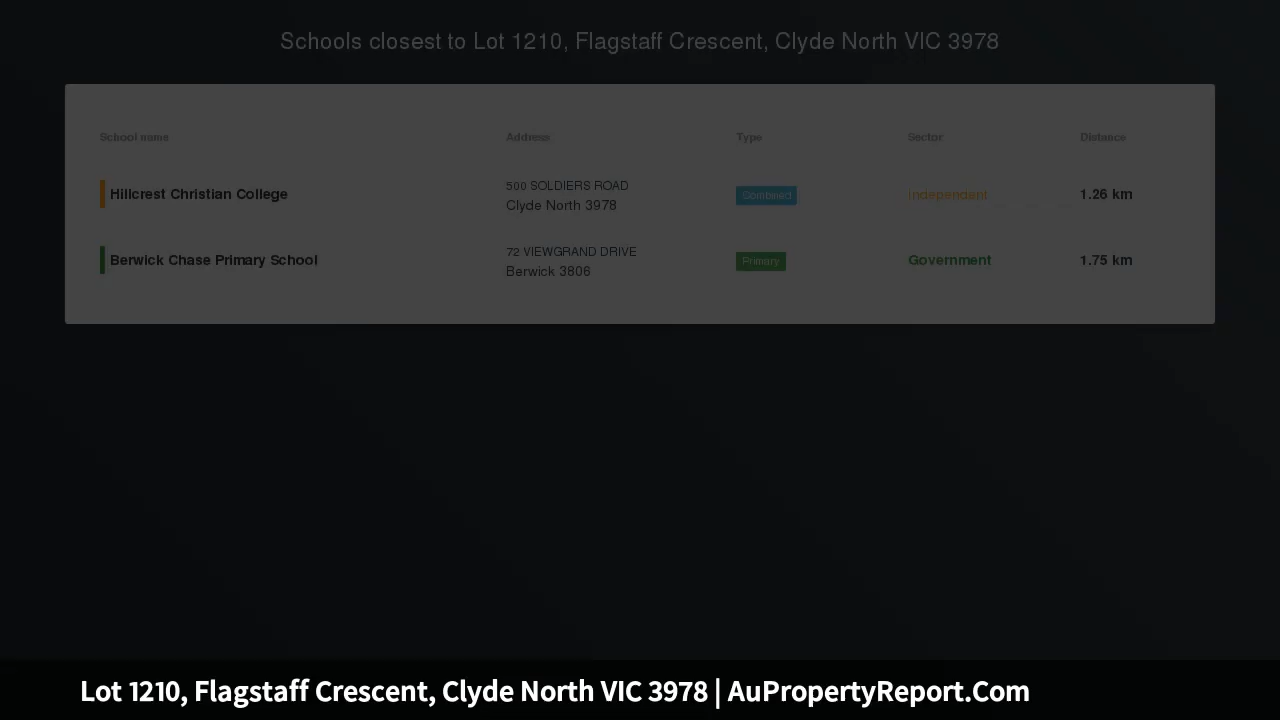 Schools closest to Lot 1210, Flagstaff Crescent, Clyde North VIC 3978
School name Address Type Sector Distance
Hillcrest Christian College 500 SOLDIERS ROAD Clyde North 3978 Combined Independent 1.26 km
Berwick Chase Primary School 72 VIEWGRAND DRIVE Berwick 3806 Primary Government 1.75 km
Lot 1210, Flagstaff Crescent, Clyde North VIC 3978 | AuPropertyReport.Com